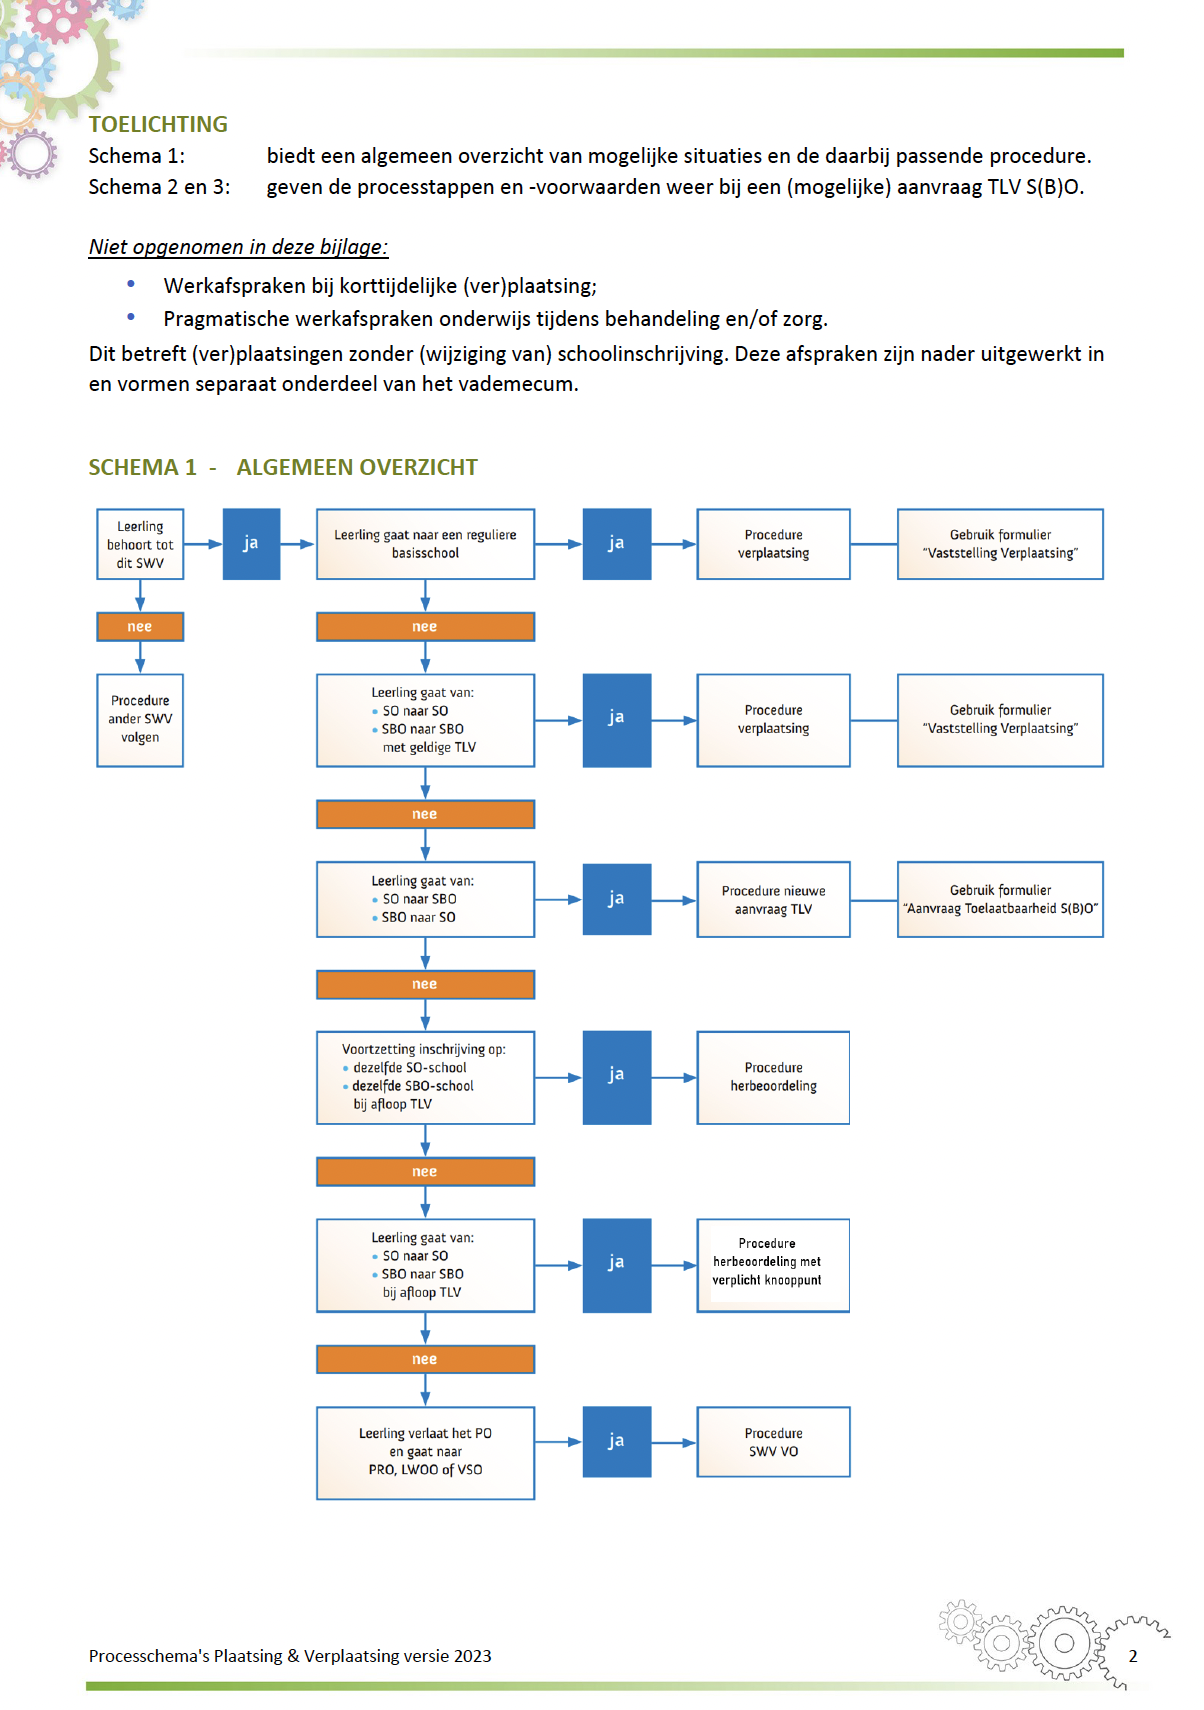 TOELICHTING
Schema 1: biedt een algemeen overzicht van mogelijke situaties en de daarbij passende procedure.
Schema 2 en 3: geven de processtappen en -voorwaarden weer bij een (mogelijke) aanvraag TLV S(B)O.
Niet opgenomen in deze bijlage:
• Werkafspraken bij korttijdelijke (ver)plaatsing;
• Pragmatische werkafspraken onderwijs tijdens behandeling en/of zorg.
Dit betreft (ver)plaatsingen zonder (wijziging van) schoolinschrijving. Deze afspraken zijn nader uitgewerkt in
en vormen separaat onderdeel van het vademecum.
SCHEMA 1 - ALGEMEEN OVERZICHT
Leerling
behoort tot
dit SWV
ja
Leerling gaat naar een reguliere
basisschool
ja
Procedure
verplaatsing
Gebruik formulier
“Vaststelling Verplaatsing”
nee
nee
Procedure
ander SWV
volgen
Leerling gaat van:
• SO naar SO
• SBO naar SBO
met geldige TLV
ja
Procedure
verplaatsing
Gebruik formulier
“Vaststelling Verplaatsing”
nee
Leerling gaat van:
• SO naar SBO
• SBO naar SO
ja
Procedure nieuwe
aanvraag TLV
Gebruik formulier
“Aanvraag Toelaatbaarheid S(B)O”
nee
Voortzetting inschrijving op:
• dezelfde SO-school
• dezelfde SBO-school
bij afloop TLV
ja
Procedure
herbeoordeling
nee
Leerling gaat van:
• SO naar SO
• SBO naar SBO
bij afloop TLV
ja
Procedure
herbeoordeling met
verplicht knooppunt
nee
Leerling verlaat het PO
en gaat naar
PRO, LWOO of VSO
ja
Procedure
SWV VO
Processchema's Plaatsing & Verplaatsing versie 2023
2